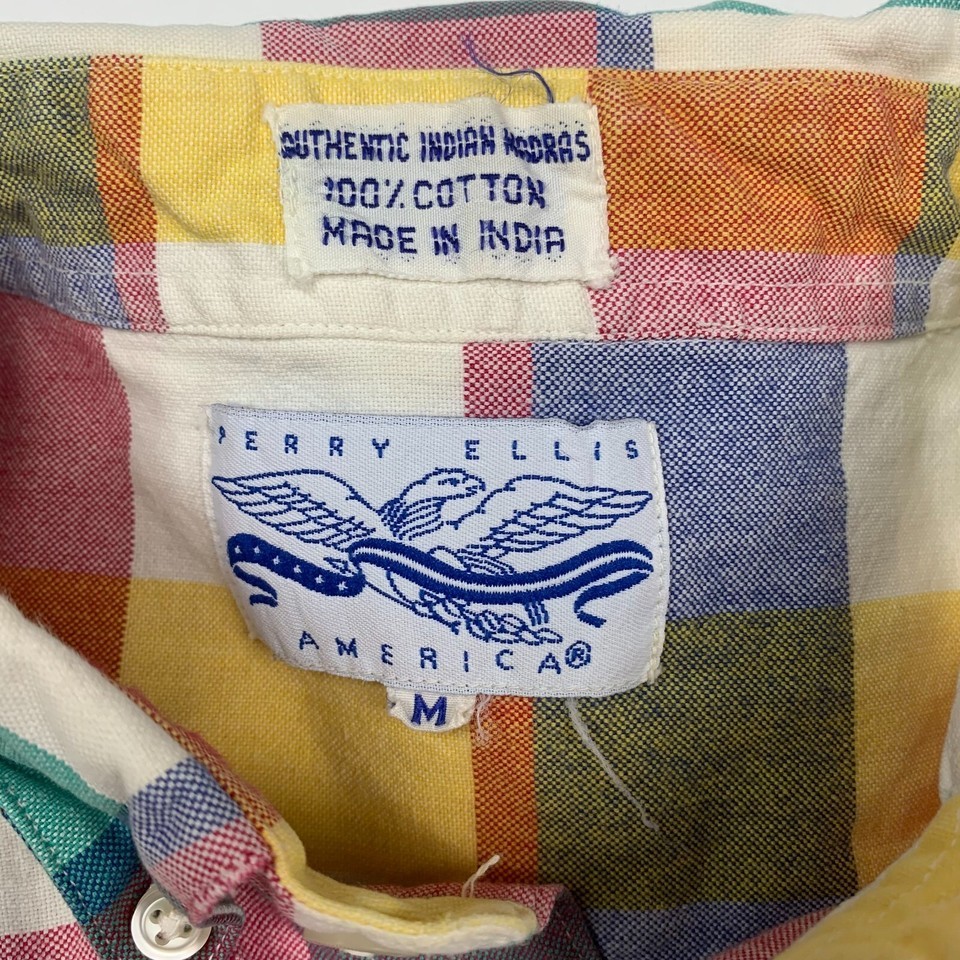 AUTHENTIC INDIAN MADRAS
100% COTTON
MADE IN INDIA
PERRY ELLIS
AMERICA®
M